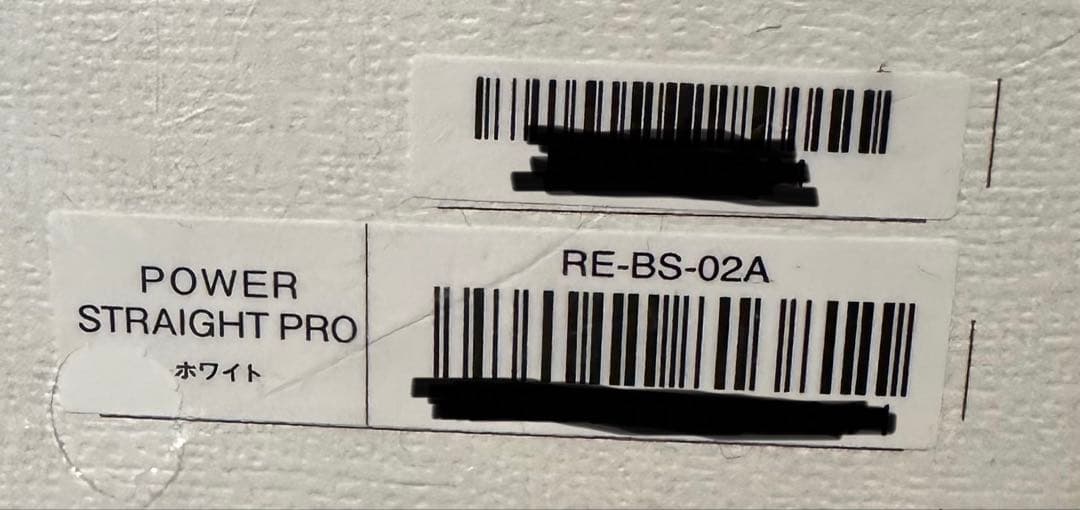 POWER
STRAIGHT PRO
ホワイト
RE-BS-02A